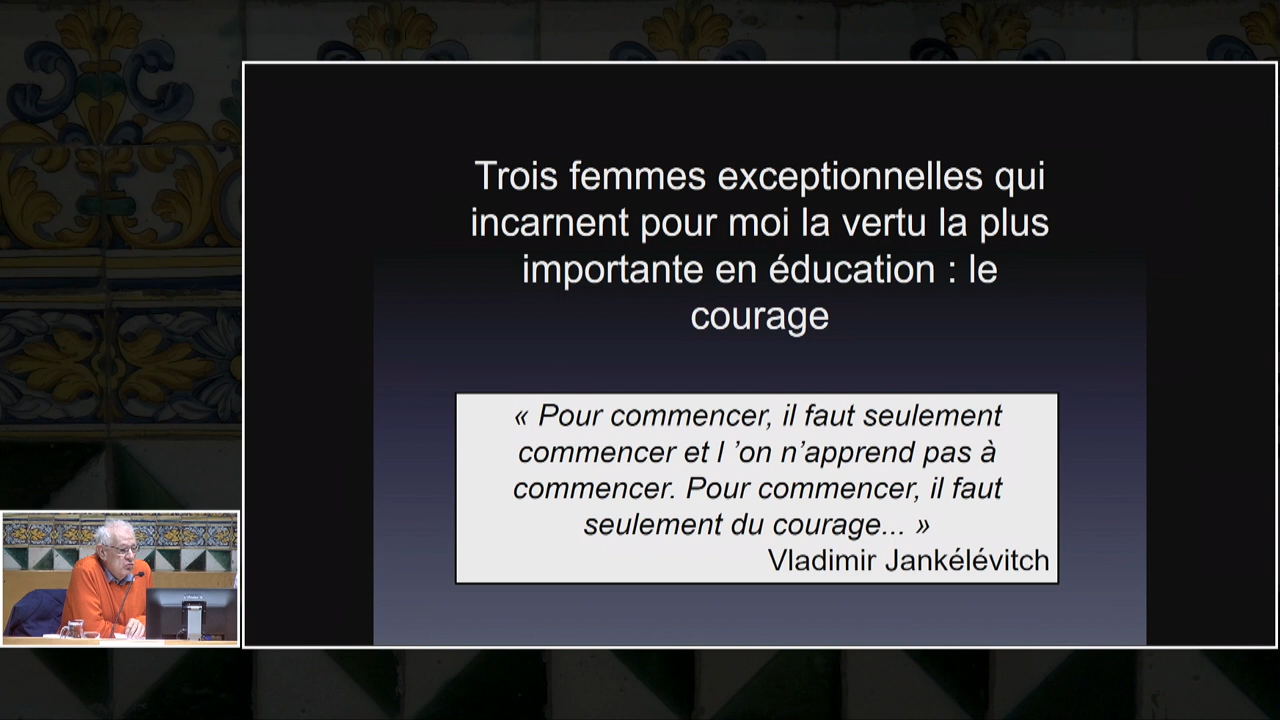 Trois femmes exceptionnelles qui
incarnent pour moi la vertu la plus
importante en éducation : le
courage
« Pour commencer, il faut seulement
commencer et l ’on n’apprend pas à
commencer. Pour commencer, il faut
seulement du courage... »
Vladimir Jankélévitch